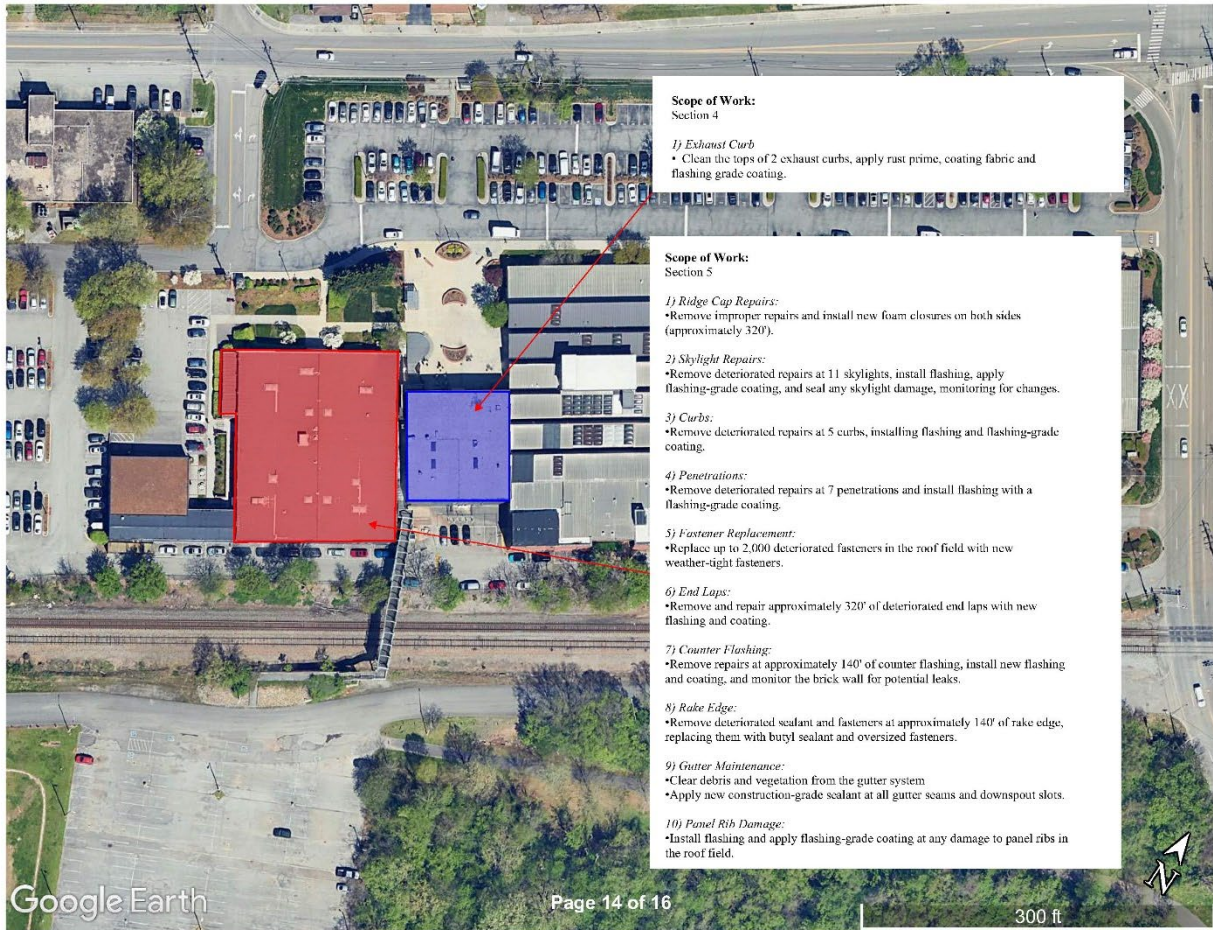 Scope of Work:
Section 4
1) Exhaust Curb
• Clean the tops of 2 exhaust curbs, apply rust prime, coating fabric and
flashing grade coating.
Scope of Work:
Section 5
1) Ridge Cap Repairs:
•Remove improper repairs and install new foam closures on both sides
(approximately 320').
2) Skylight Repairs:
•Remove deteriorated repairs at 11 skylights, install flashing, apply
flashing-grade coating, and seal any skylight damage, monitoring for changes.
3) Curbs:
•Remove deteriorated repairs at 5 curbs, installing flashing and flashing-grade
coating.
4) Penetrations:
•Remove deteriorated repairs at 7 penetrations and install flashing with a
flashing-grade coating.
5) Fastener Replacement:
•Replace up to 2,000 deteriorated fasteners in the roof field with new
weather-tight fasteners.
6) End Laps:
•Remove and repair approximately 320' of deteriorated end laps with new
flashing and coating.
7) Counter Flashing:
•Remove repairs at approximately 140' of counter flashing, install new flashing
and coating, and monitor the brick wall for potential leaks.
8) Rake Edge:
•Remove deteriorated sealant and fasteners at approximately 140' of rake edge,
replacing them with butyl sealant and oversized fasteners.
9) Gutter Maintenance:
•Clear debris and vegetation from the gutter system
•Apply new construction-grade sealant at all gutter seams and downspout slots.
10) Panel Rib Damage:
•Install flashing and apply flashing-grade coating at any damage to panel ribs in
the roof field.
N
Google Earth
Page 14 of 16
300 ft